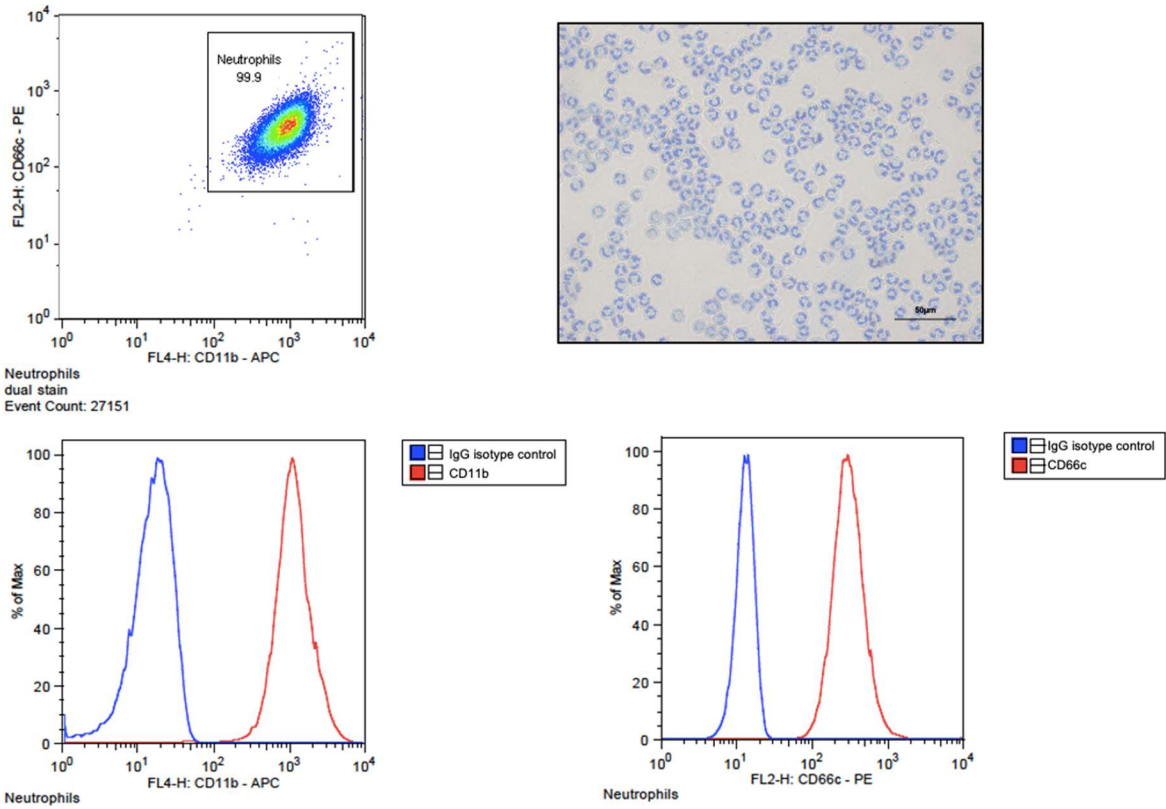 10⁴
10³
10²
10¹
10⁰
FL2-H: CD66c - PE
Neutrophils
99.9
10⁰ 10¹ 10² 10³ 10⁴
FL4-H: CD11b - APC
Neutrophils
dual stain
Event Count: 27151
50µm
100
80
60
40
20
0
% of Max
10⁰ 10¹ 10² 10³ 10⁴
FL4-H: CD11b - APC
Neutrophils
IgG isotype control
CD11b
100
80
60
40
20
0
% of Max
10⁰ 10¹ 10² 10³ 10⁴
FL2-H: CD66c - PE
Neutrophils
IgG isotype control
CD66c